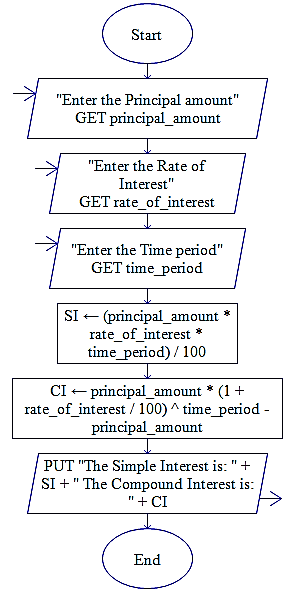 Start
"Enter the Principal amount"
GET principal_amount
"Enter the Rate of
Interest"
GET rate_of_interest
"Enter the Time period"
GET time_period
SI ← (principal_amount *
rate_of_interest *
time_period) / 100
CI ← principal_amount * (1 +
rate_of_interest / 100) ^ time_period -
principal_amount
PUT "The Simple Interest is: " +
SI + " The Compound Interest is:
" + CI
End